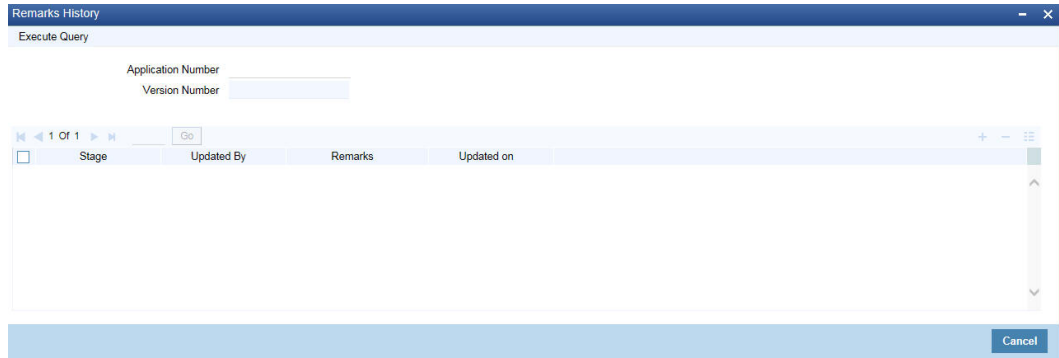 Remarks History
Execute Query
Application Number
Version Number
1 Of 1 Go
Stage Updated By Remarks Updated on
Cancel